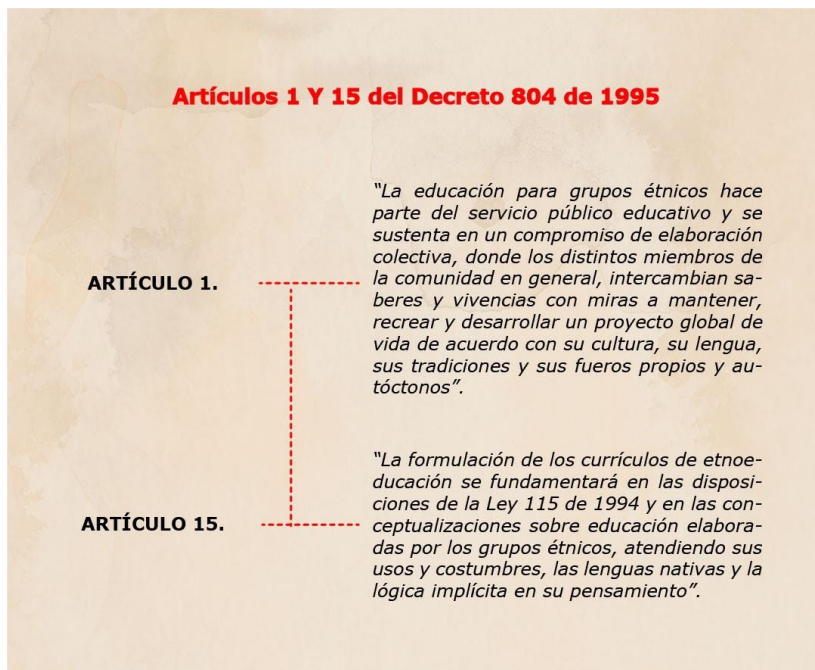 Artículos 1 Y 15 del Decreto 804 de 1995
ARTÍCULO 1.
“La educación para grupos étnicos hace
parte del servicio público educativo y se
sustenta en un compromiso de elaboración
colectiva, donde los distintos miembros de
la comunidad en general, intercambian sa-
beres y vivencias con miras a mantener,
recrear y desarrollar un proyecto global de
vida de acuerdo con su cultura, su lengua,
sus tradiciones y sus fueros propios y au-
tóctonos”.
ARTÍCULO 15.
“La formulación de los currículos de etnoe-
ducación se fundamentará en las disposi-
ciones de la Ley 115 de 1994 y en las con-
ceptualizaciones sobre educación elabora-
das por los grupos étnicos, atendiendo sus
usos y costumbres, las lenguas nativas y la
lógica implícita en su pensamiento”.